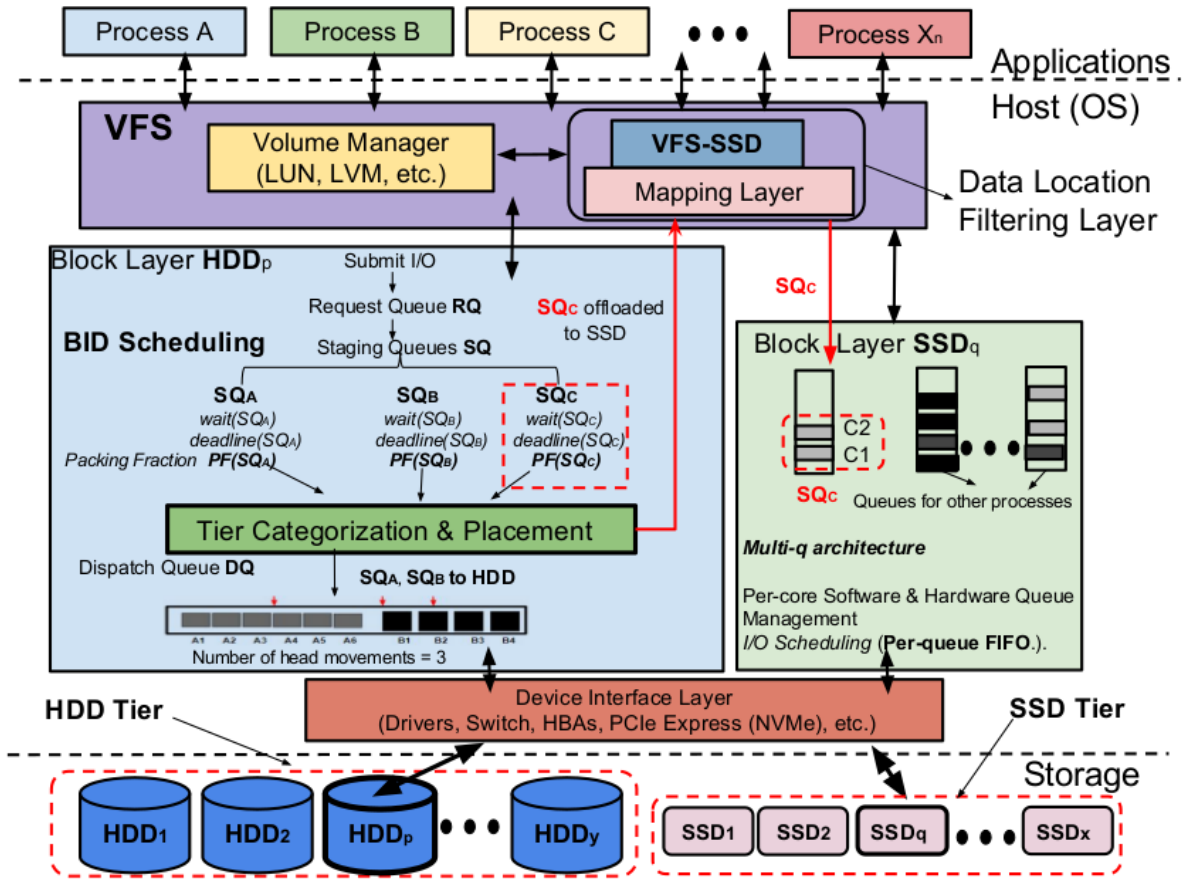 Process A
Process B
Process C
Process Xn
Applications
Host (OS)
VFS
Volume Manager
(LUN, LVM, etc.)
VFS-SSD
Mapping Layer
Data Location
Filtering Layer
Block Layer HDDp
Submit I/O
Request Queue RQ
SQC offloaded
to SSD
BID Scheduling
Staging Queues SQ
SQA
wait(SQA)
deadline(SQA)
Packing Fraction PF(SQA)
SQB
wait(SQB)
deadline(SQB)
PF(SQB)
SQC
wait(SQC)
deadline(SQC)
PF(SQC)
Tier Categorization & Placement
Dispatch Queue DQ
SQA, SQB to HDD
A1 A2 A3 A4 A5 A6 B1 B2 B3 B4
Number of head movements = 3
SQC
Block Layer SSDq
C2
C1
SQC
Queues for other processes
Multi-q architecture
Per-core Software & Hardware Queue
Management
I/O Scheduling (Per-queue FIFO.).
Device Interface Layer
(Drivers, Switch, HBAs, PCIe Express (NVMe), etc.)
HDD Tier
SSD Tier
Storage
HDD1
HDD2
HDDp
HDDy
SSD1
SSD2
SSDq
SSDx